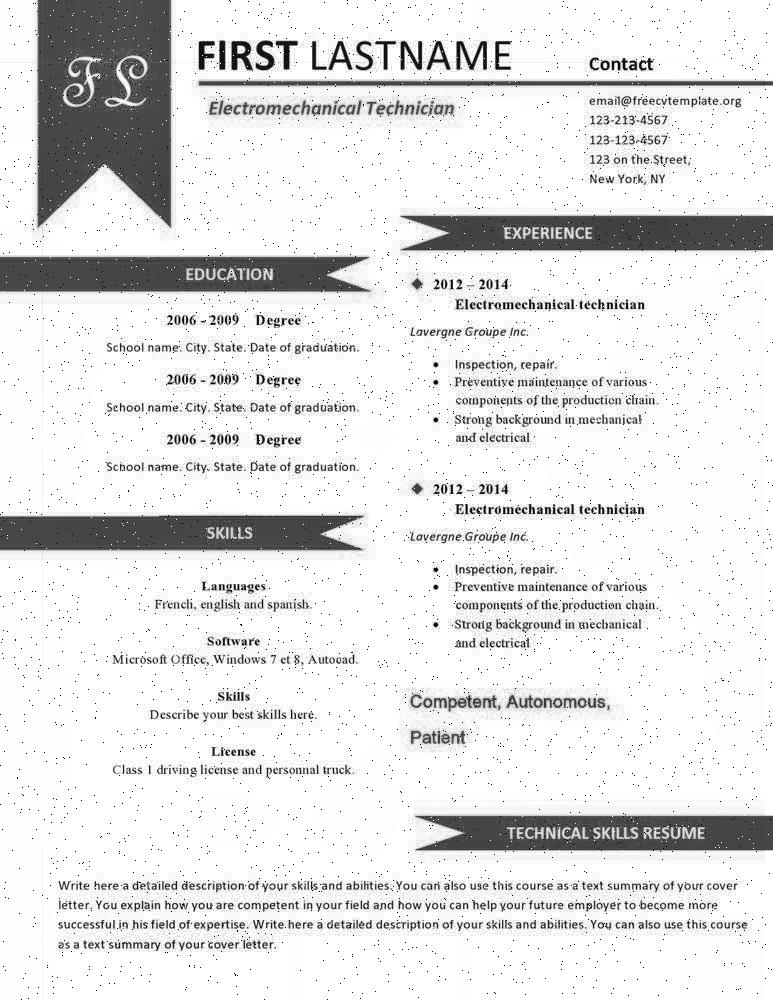 FL
FIRST LASTNAME
Electromechanical Technician
Contact
email@freecvtemplate.org
123-213-4567
123-123-4567
123 on the Street,
New York, NY
EDUCATION
2006 - 2009 Degree
School name. City. State. Date of graduation.
2006 - 2009 Degree
School name. City. State. Date of graduation.
2006 - 2009 Degree
School name. City. State. Date of graduation.
SKILLS
Languages
French, english and spanish.
Software
Microsoft Office, Windows 7 et 8, Autocad.
Skills
Describe your best skills here.
License
Class 1 driving license and personnal truck.
EXPERIENCE
2012 – 2014
Electromechanical technician
Lavergne Groupe Inc.
• Inspection, repair.
• Preventive maintenance of various
components of the production chain.
• Strong background in mechanical
and electrical
2012 – 2014
Electromechanical technician
Lavergne Groupe Inc.
• Inspection, repair.
• Preventive maintenance of various
components of the production chain.
• Strong background in mechanical
and electrical
Competent, Autonomous,
Patient
TECHNICAL SKILLS RESUME
Write here a detailed description of your skills and abilities. You can also use this course as a text summary of your cover
letter. You explain how you are competent in your field and how you can help your future employer to become more
successful in his field of expertise. Write here a detailed description of your skills and abilities. You can also use this course
as a text summary of your cover letter.